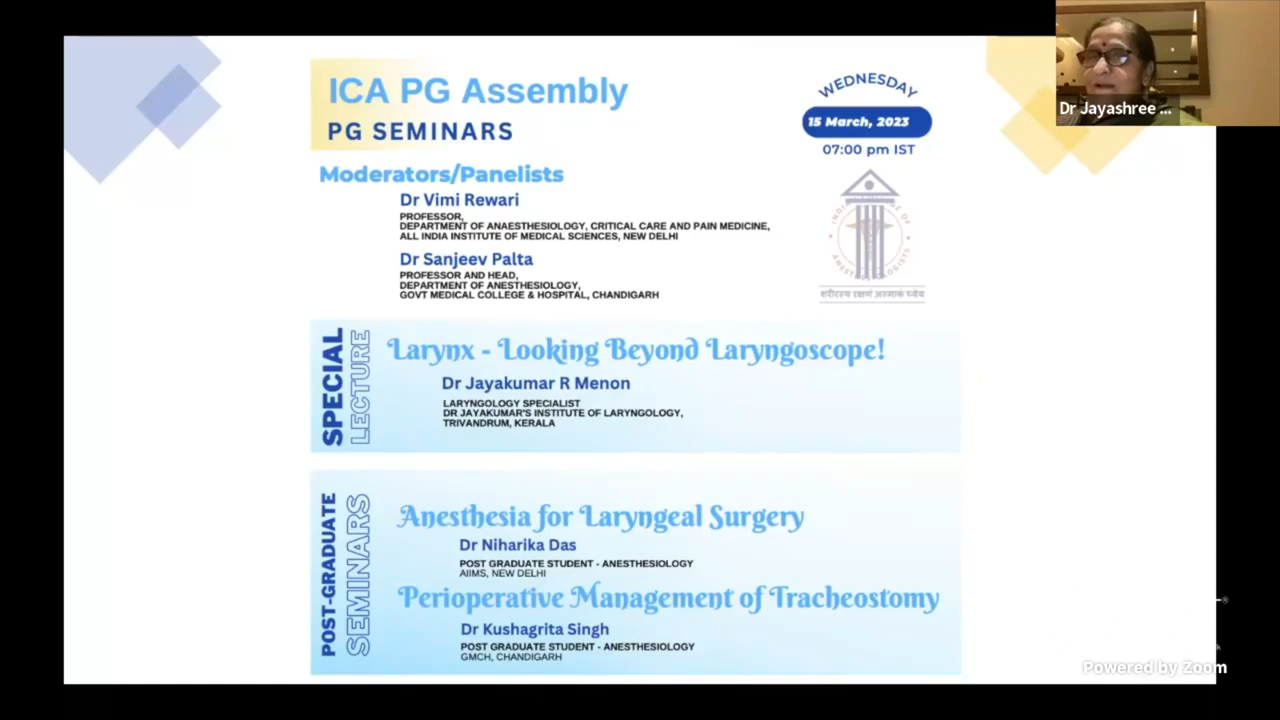 ICA PG Assembly
PG SEMINARS
WEDNESDAY
15 March, 2023
07:00 pm IST
Dr Jayashree ...
Moderators/Panelists
Dr Vimi Rewari
PROFESSOR,
DEPARTMENT OF ANAESTHESIOLOGY, CRITICAL CARE AND PAIN MEDICINE,
ALL INDIA INSTITUTE OF MEDICAL SCIENCES, NEW DELHI
Dr Sanjeev Palta
PROFESSOR AND HEAD,
DEPARTMENT OF ANESTHESIOLOGY,
GOVT MEDICAL COLLEGE & HOSPITAL, CHANDIGARH
शरीरस्य रक्षणं अस्माकं ध्येय
SPECIAL
LECTURE
Larynx - Looking Beyond Laryngoscope!
Dr Jayakumar R Menon
LARYNGOLOGY SPECIALIST
DR JAYAKUMAR'S INSTITUTE OF LARYNGOLOGY,
TRIVANDRUM, KERALA
POST-GRADUATE
SEMINARS
Anesthesia for Laryngeal Surgery
Dr Niharika Das
POST GRADUATE STUDENT - ANESTHESIOLOGY
AIIMS, NEW DELHI
Perioperative Management of Tracheostomy
Dr Kushagrita Singh
POST GRADUATE STUDENT - ANESTHESIOLOGY
GMCH, CHANDIGARH
Powered by Zoom